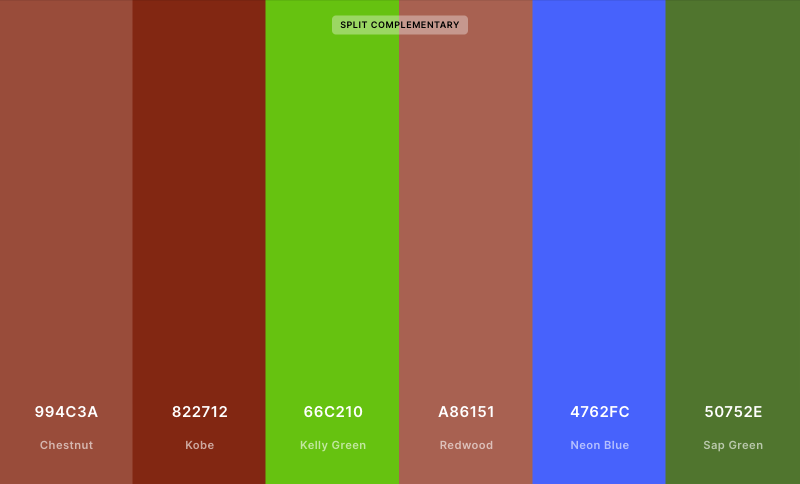 SPLIT COMPLEMENTARY
994C3A
Chestnut
822712
Kobe
66C210
Kelly Green
A86151
Redwood
4762FC
Neon Blue
50752E
Sap Green